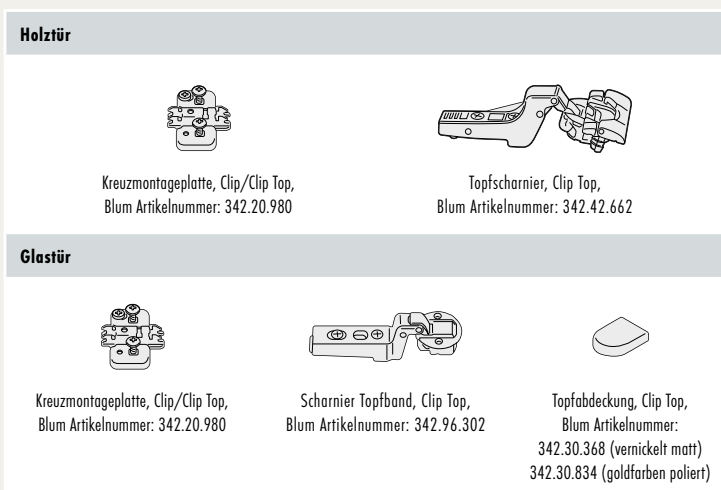 Holztür
Kreuzmontageplatte, Clip/Clip Top,
Blum Artikelnummer: 342.20.980
Topfscharnier, Clip Top,
Blum Artikelnummer: 342.42.662
Glastür
Kreuzmontageplatte, Clip/Clip Top,
Blum Artikelnummer: 342.20.980
Scharnier Topfband, Clip Top,
Blum Artikelnummer: 342.96.302
Topfabdeckung, Clip Top,
Blum Artikelnummer:
342.30.368 (vernickelt matt)
342.30.834 (goldfarben poliert)